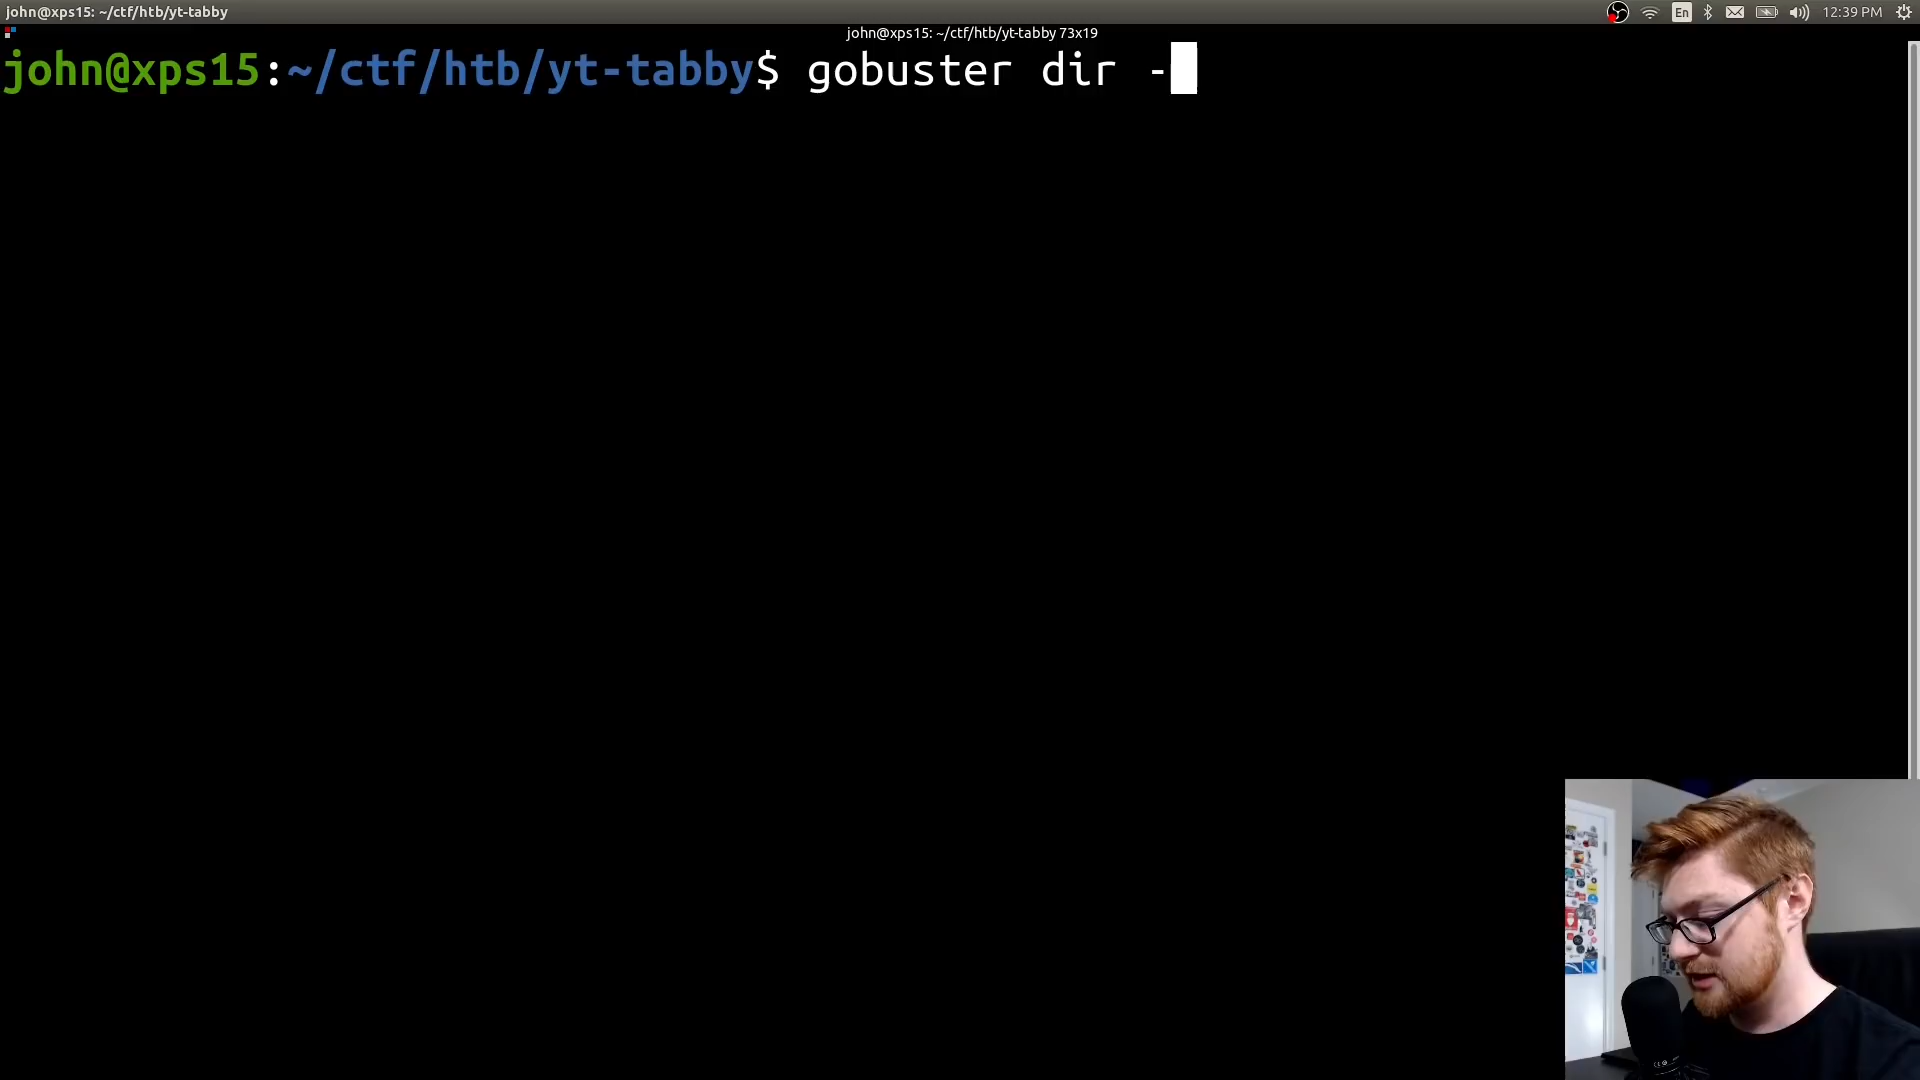 john@xps15: ~/ctf/htb/yt-tabby
En
12:39 PM
john@xps15: ~/ctf/htb/yt-tabby 73x19
john@xps15:~/ctf/htb/yt-tabby$ gobuster dir -